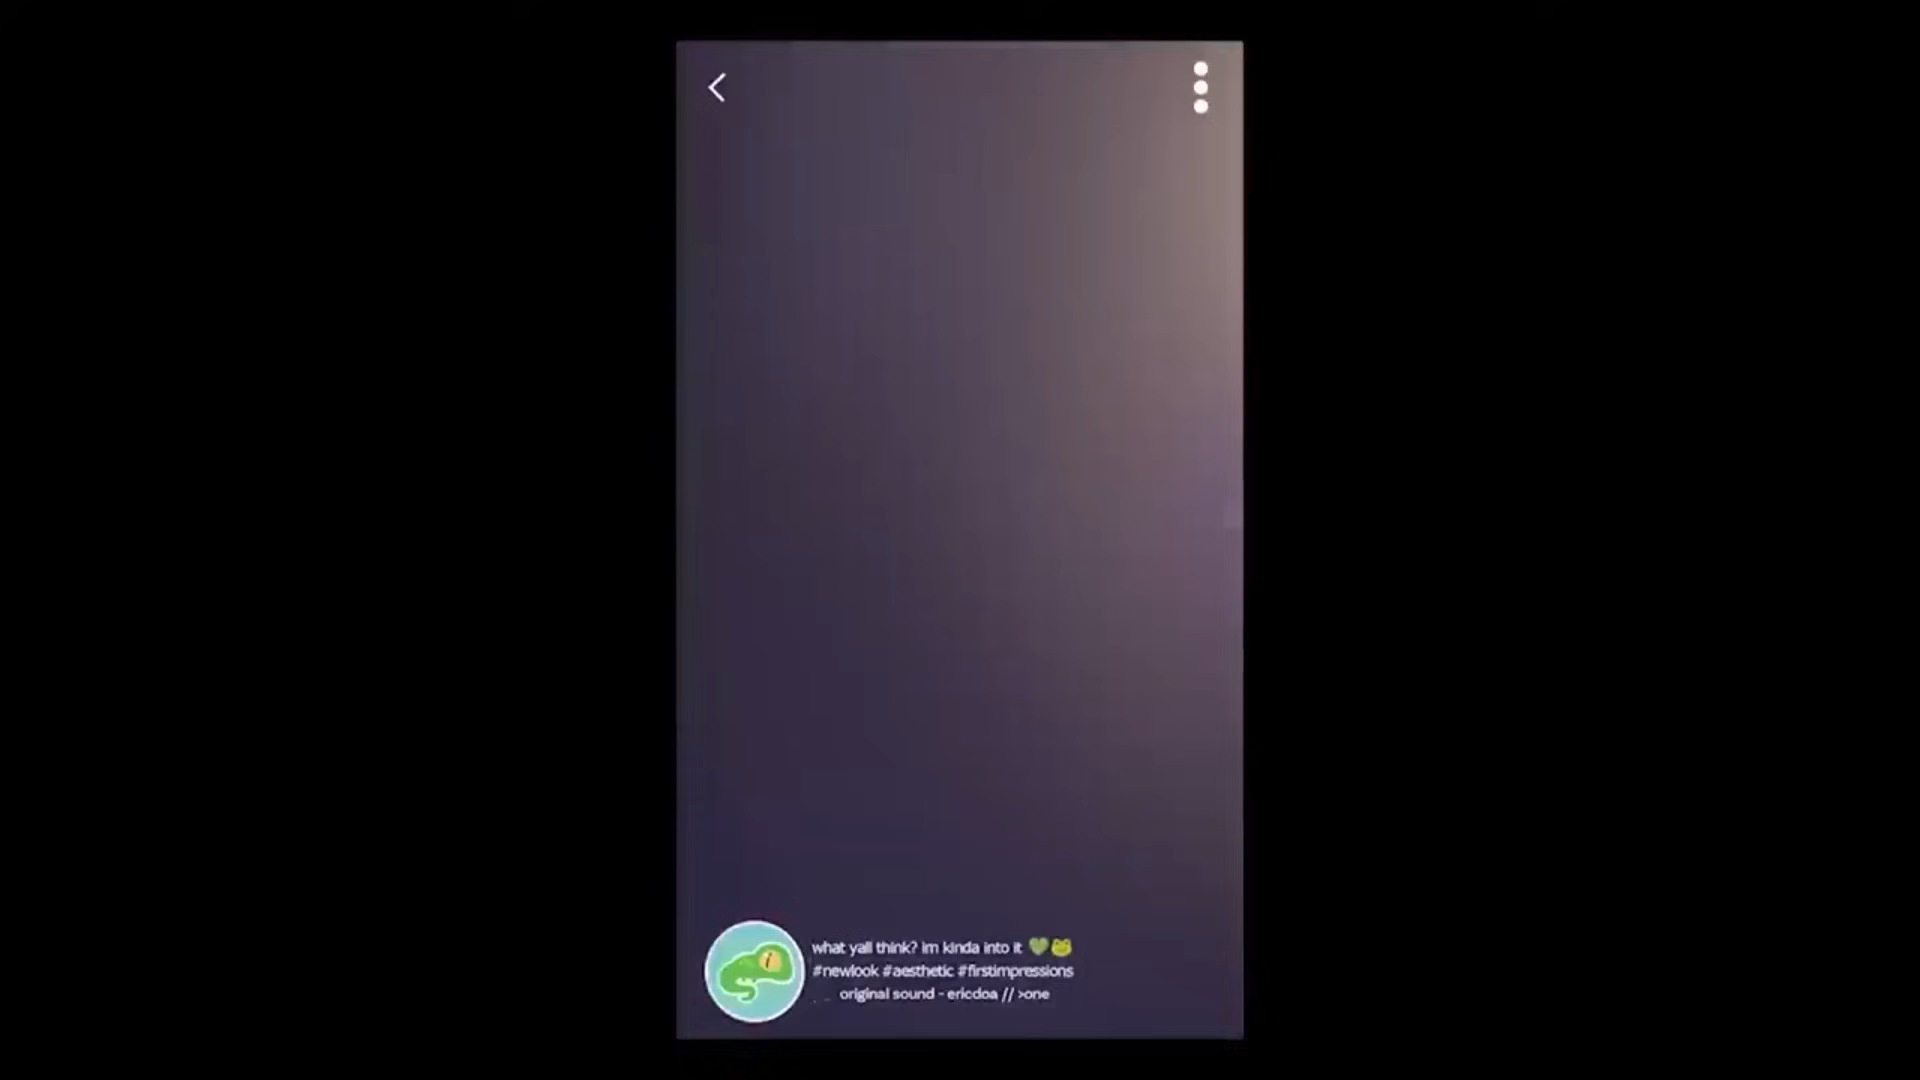 what yall think? im kinda into it 💚🐸
#newlook #aesthetic #firstimpressions
original sound - ericdoa // >one